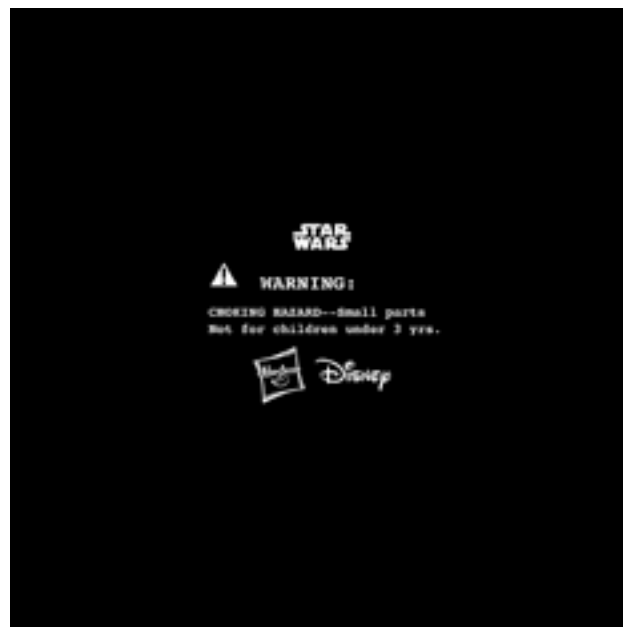 STAR
WARS
WARNING:
CHOKING HAZARD--Small parts
Not for children under 3 yrs.
Hasbro Disney